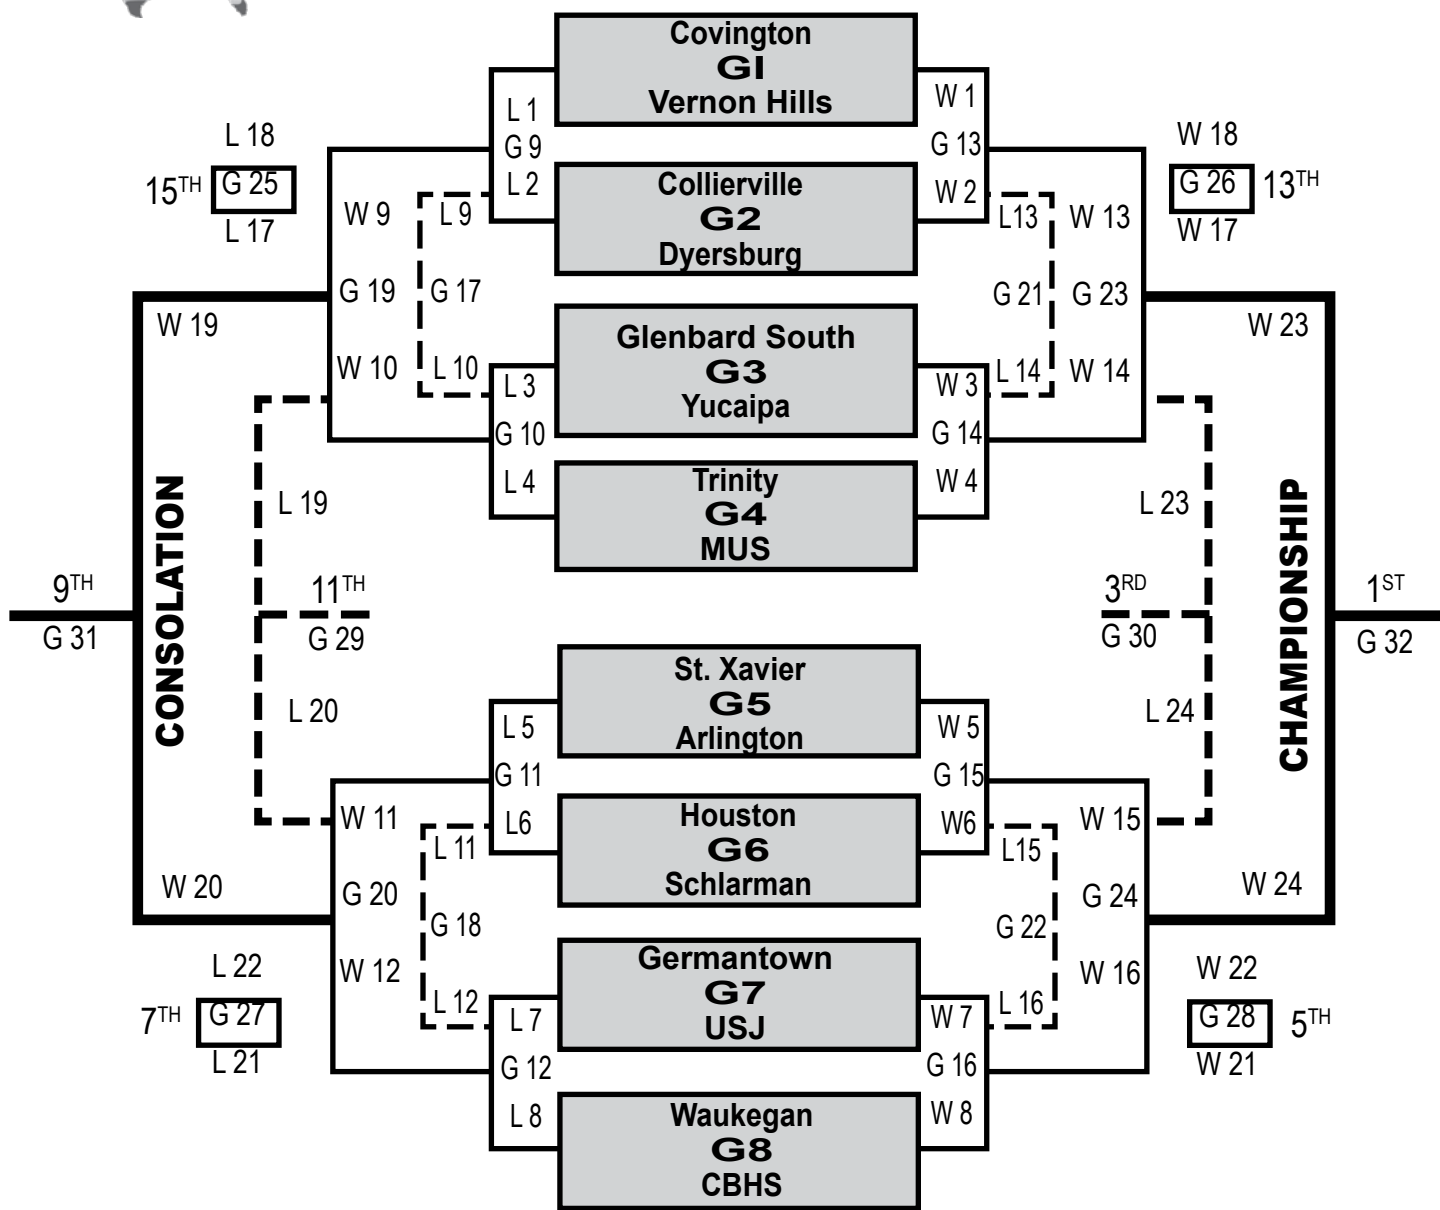 Covington
G1
Vernon Hills
L 1
G 9
L 2
W 1
G 13
W 2
L 18
G 25
15TH
L 17
W 18
G 26
13TH
W 17
Collierville
G2
Dyersburg
W 9
L 9
L13
W 13
G 19
G 17
G 21
G 23
W 19
W 23
Glenbard South
G3
Yucaipa
W 10
L 10
L 3
G 10
L 4
W 3
G 14
W 4
L 14
W 14
Trinity
G4
MUS
CONSOLATION
CHAMPIONSHIP
L 19
L 23
9TH
G 31
11TH
G 29
3RD
G 30
1ST
G 32
L 20
L 24
St. Xavier
G5
Arlington
L 5
G 11
L6
W 5
G 15
W6
Houston
G6
Schlarman
W 11
L 11
L15
W 15
G 20
G 18
G 22
G 24
W 20
W 24
Germantown
G7
USJ
W 12
L 12
L 16
W 16
L 7
G 12
L 8
W 7
G 16
W 8
L 22
7TH
G 27
L 21
W 22
G 28
5TH
W 21
Waukegan
G8
CBHS